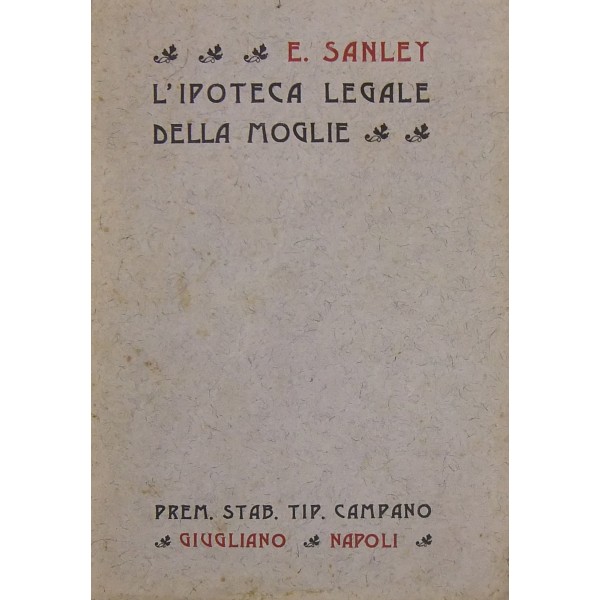 E. SANLEY
L'IPOTECA LEGALE
DELLA MOGLIE
PREM. STAB. TIP. CAMPANO
GIUGLIANO NAPOLI